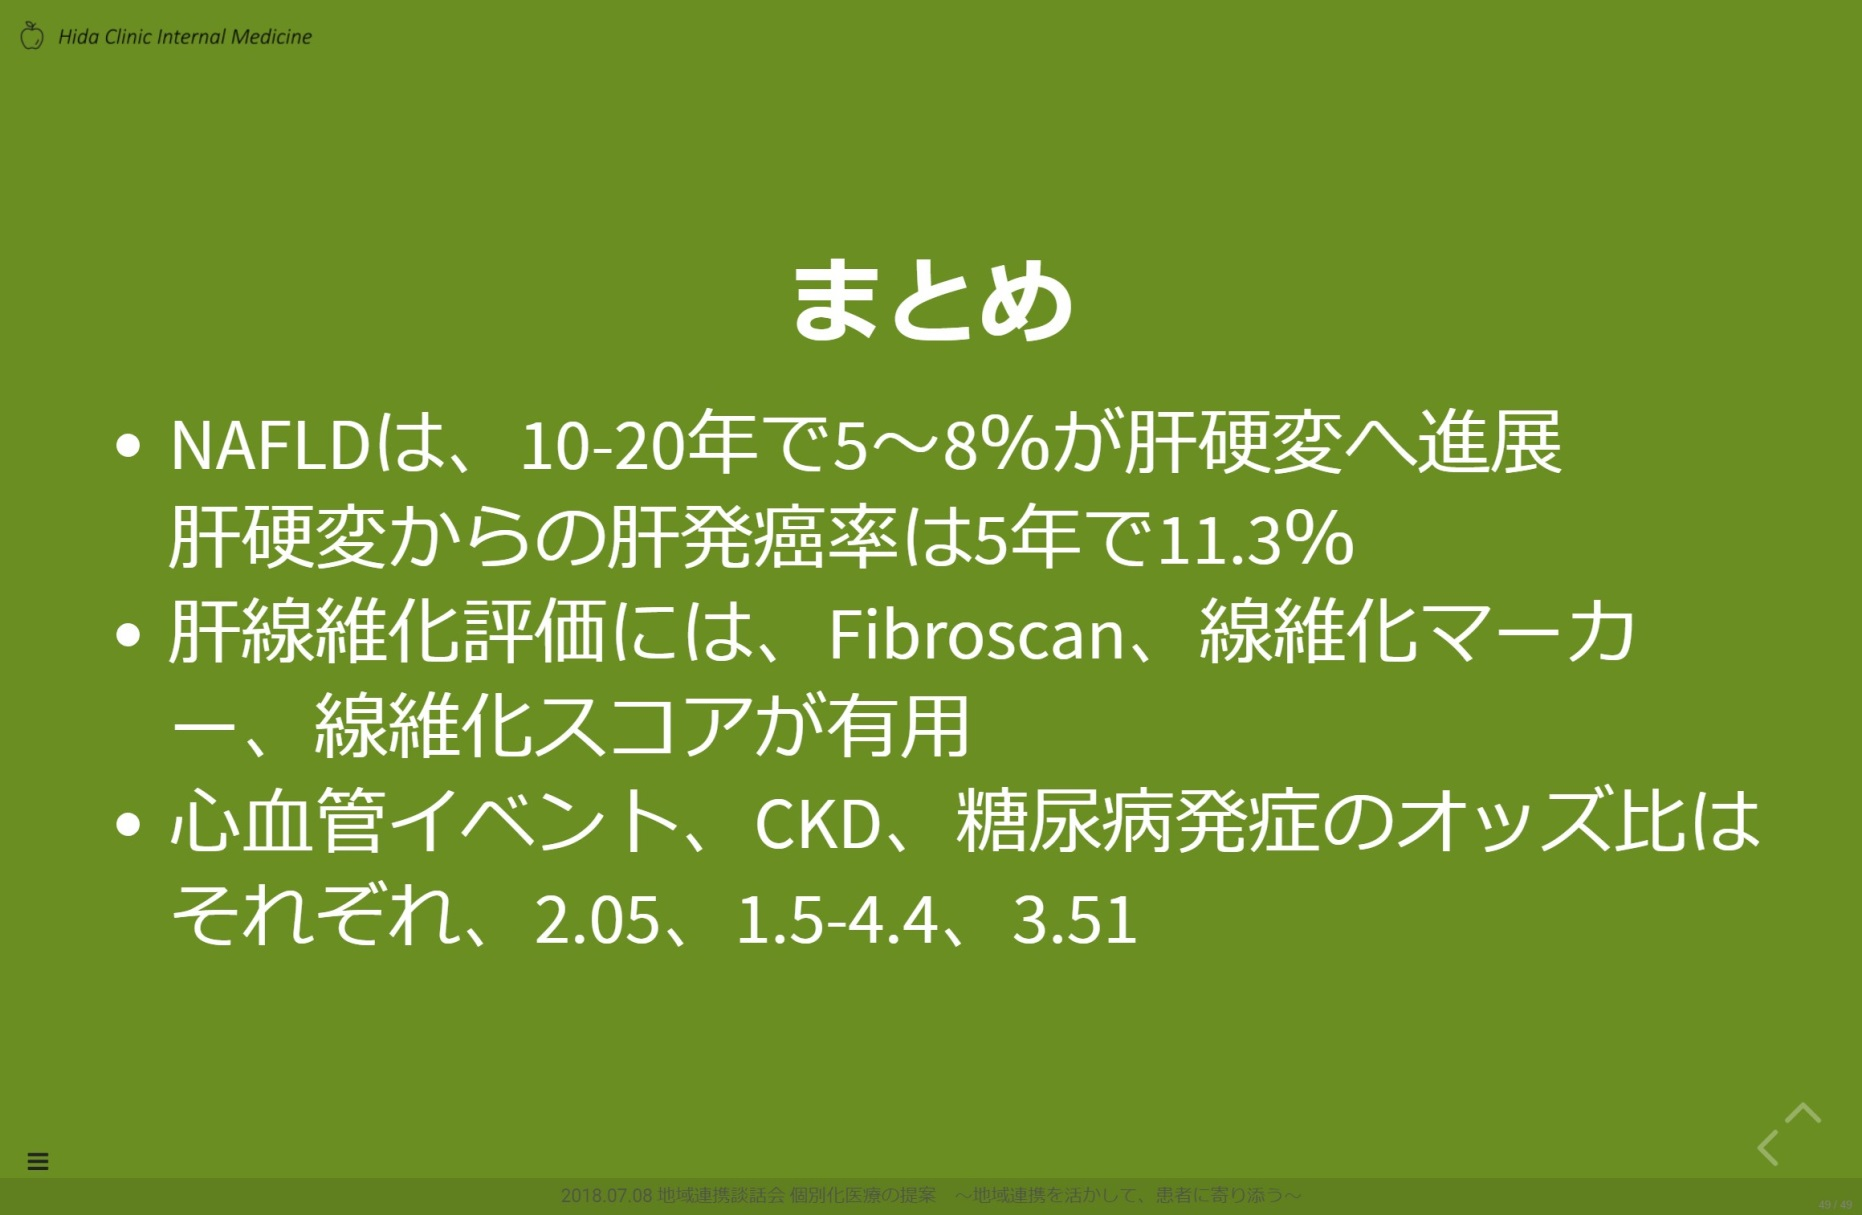 Hida Clinic Internal Medicine
まとめ
• NAFLDは、10-20年で5～8%が肝硬変へ進展
肝硬変からの肝発癌率は5年で11.3%
• 肝線維化評価には、Fibroscan、線維化マーカ
ー、線維化スコアが有用
• 心血管イベント、CKD、糖尿病発症のオッズ比は
それぞれ、2.05、1.5-4.4、3.51
2018.07.08 地域連携談話会 個別化医療の提案　～地域連携を活かして、患者に寄り添う～
49 / 49